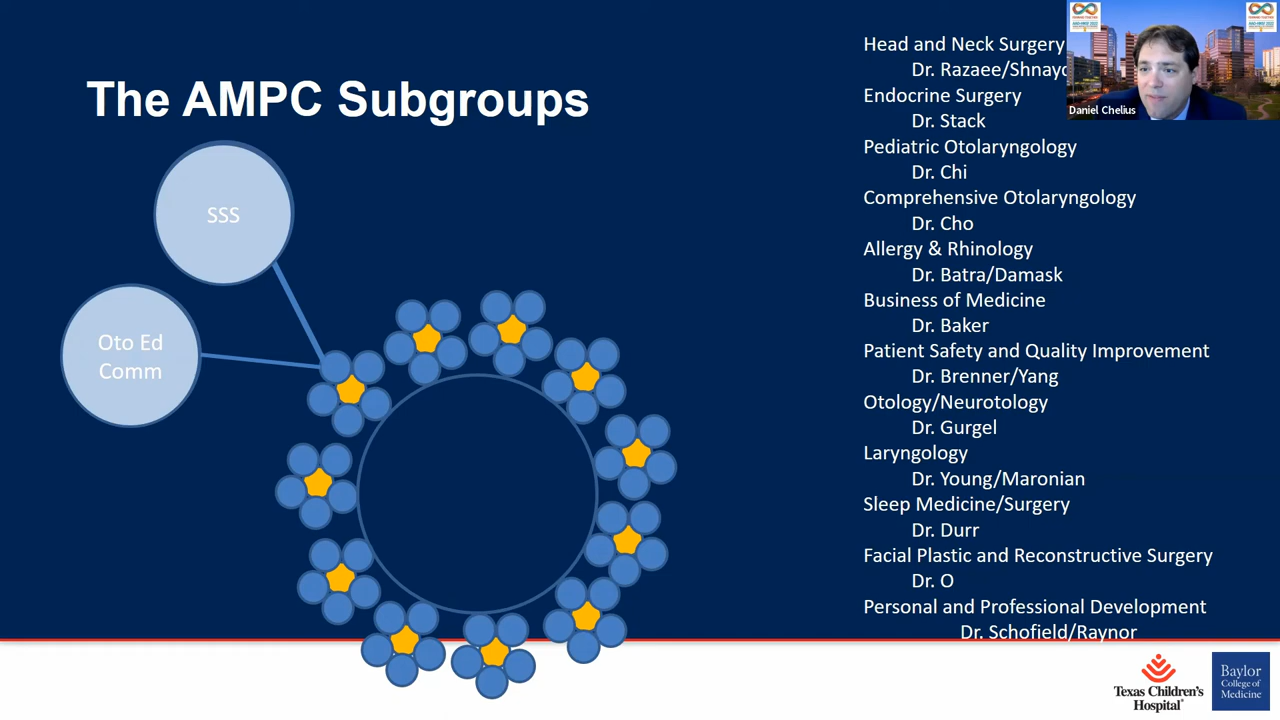 The AMPC Subgroups
SSS
Oto Ed
Comm
Head and Neck Surgery
Dr. Razaee/Shnayd
Endocrine Surgery
Dr. Stack
Pediatric Otolaryngology
Dr. Chi
Comprehensive Otolaryngology
Dr. Cho
Allergy & Rhinology
Dr. Batra/Damask
Business of Medicine
Dr. Baker
Patient Safety and Quality Improvement
Dr. Brenner/Yang
Otology/Neurotology
Dr. Gurgel
Laryngology
Dr. Young/Maronian
Sleep Medicine/Surgery
Dr. Durr
Facial Plastic and Reconstructive Surgery
Dr. O
Personal and Professional Development
Dr. Schofield/Raynor
Daniel Chelius
Texas Children's
Hospital
Baylor
College of
Medicine